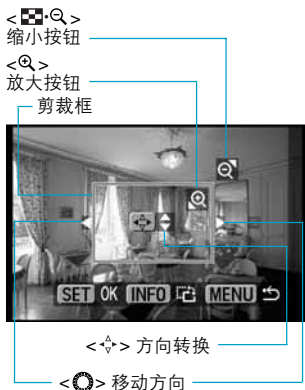 < · >
缩小按钮
< >
放大按钮
剪裁框
SET OK INFO MENU
< > 方向转换
< > 移动方向